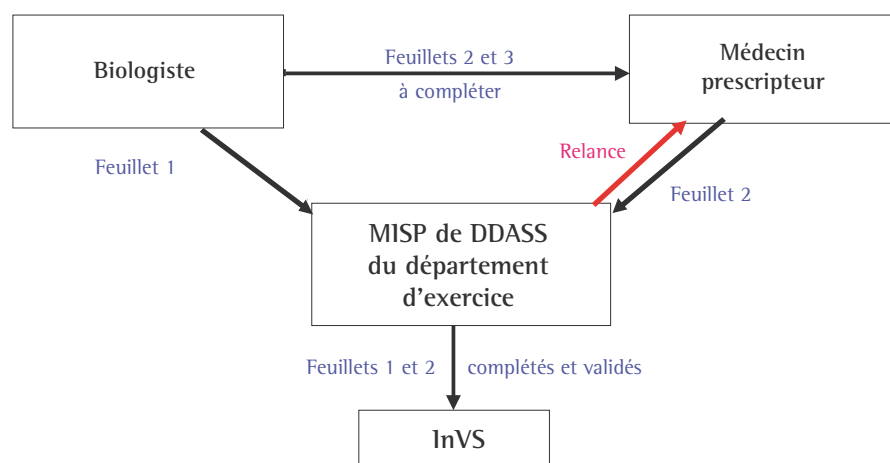 Biologiste
Feuillets 2 et 3
à compléter
Médecin
prescripteur
Feuillet 1
Relance
Feuillet 2
MISP de DDASS
du département
d'exercice
Feuillets 1 et 2 complétés et validés
InVS